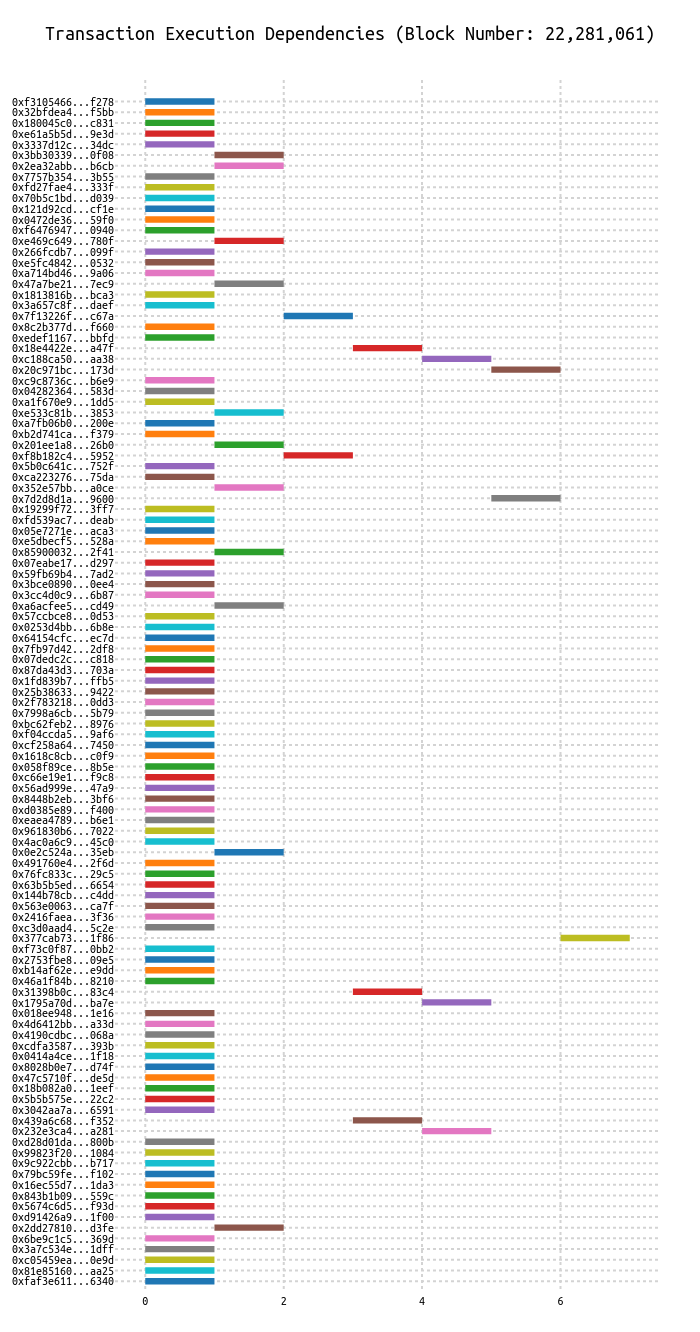 Transaction Execution Dependencies (Block Number: 22,281,061)
0xf3105466...f278
0x32bfdea4...f5bb
0x180045c0...c831
0xe61a5b5d...9e3d
0x3337d12c...34dc
0x3bb30339...0f08
0x2ea32abb...b6cb
0x7757b354...3b55
0xfd27fae4...333f
0x70b5c1bd...d039
0x121d92cd...cf1e
0x0472de36...59f0
0xf6476947...0940
0xe469c649...780f
0x266fcdb7...099f
0xe5fc4842...0532
0xa714bd46...9a06
0x47a7be21...7ec9
0x1813816b...bca3
0x3a657c8f...daef
0x7f13226f...c67a
0x8c2b377d...f660
0xedef1167...bbfd
0x18e4422e...a47f
0xc188ca50...aa38
0x20c971bc...173d
0xc9c8736c...b6e9
0x04282364...583d
0xa1f670e9...1dd5
0xe533c81b...3853
0xa7fb06b0...200e
0xb2d741ca...f379
0x201ee1a8...26b0
0xf8b182c4...5952
0x5b0c641c...752f
0xca223276...75da
0x352e57bb...a0ce
0x7d2d8d1a...9600
0x19299f72...3ff7
0xfd539ac7...deab
0x05e7271e...aca3
0xe5dbecf5...528a
0x85900032...2f41
0x07eabe17...d297
0x59fb69b4...7ad2
0x3bce0890...0ee4
0x3cc4d0c9...6b87
0xa6acfee5...cd49
0x57ccbce8...0d53
0x0253d4bb...6b8e
0x64154cfc...ec7d
0x7fb97d42...2df8
0x07dedc2c...c818
0x87da43d3...703a
0x1fd839b7...ffb5
0x25b38633...9422
0x2f783218...0dd3
0x7998a6cb...5b79
0xbc62feb2...8976
0xf04ccda5...9af6
0xcf258a64...7450
0x1618c8cb...c0f9
0x058f89ce...8b5e
0xc66e19e1...f9c8
0x56ad999e...47a9
0x8448b2eb...3bf6
0xd0385e89...f400
0xeaea4789...b6e1
0x961830b6...7022
0x4ac0a6c9...45c0
0x0e2c524a...35eb
0x491760e4...2f6d
0x76fc833c...29c5
0x63b5b5ed...6654
0x144b78cb...c4dd
0x563e0063...ca7f
0x2416faea...3f36
0xc3d0aad4...5c2e
0x377cab73...1f86
0xf73c0f87...0bb2
0x2753fbe8...09e5
0xb14af62e...e9dd
0x46a1f84b...8210
0x31398b0c...83c4
0x1795a70d...ba7e
0x018ee948...1e16
0x4d6412bb...a33d
0x4190cdbc...068a
0xcdfa3587...393b
0x0414a4ce...1f18
0x8028b0e7...d74f
0x47c5710f...de5d
0x18b082a0...1eef
0x5b5b575e...22c2
0x3042aa7a...6591
0x439a6c68...f352
0x232e3ca4...a281
0xd28d01da...800b
0x99823f20...1084
0x9c922cbb...b717
0x79bc59fe...f102
0x16ec55d7...1da3
0x843b1b09...559c
0x5674c6d5...f93d
0xd91426a9...1f00
0x2dd27810...d3fe
0x6be9c1c5...369d
0x3a7c534e...1dff
0xc05459ea...0e9d
0x81e85160...aa25
0xfaf3e611...6340
0 2 4 6